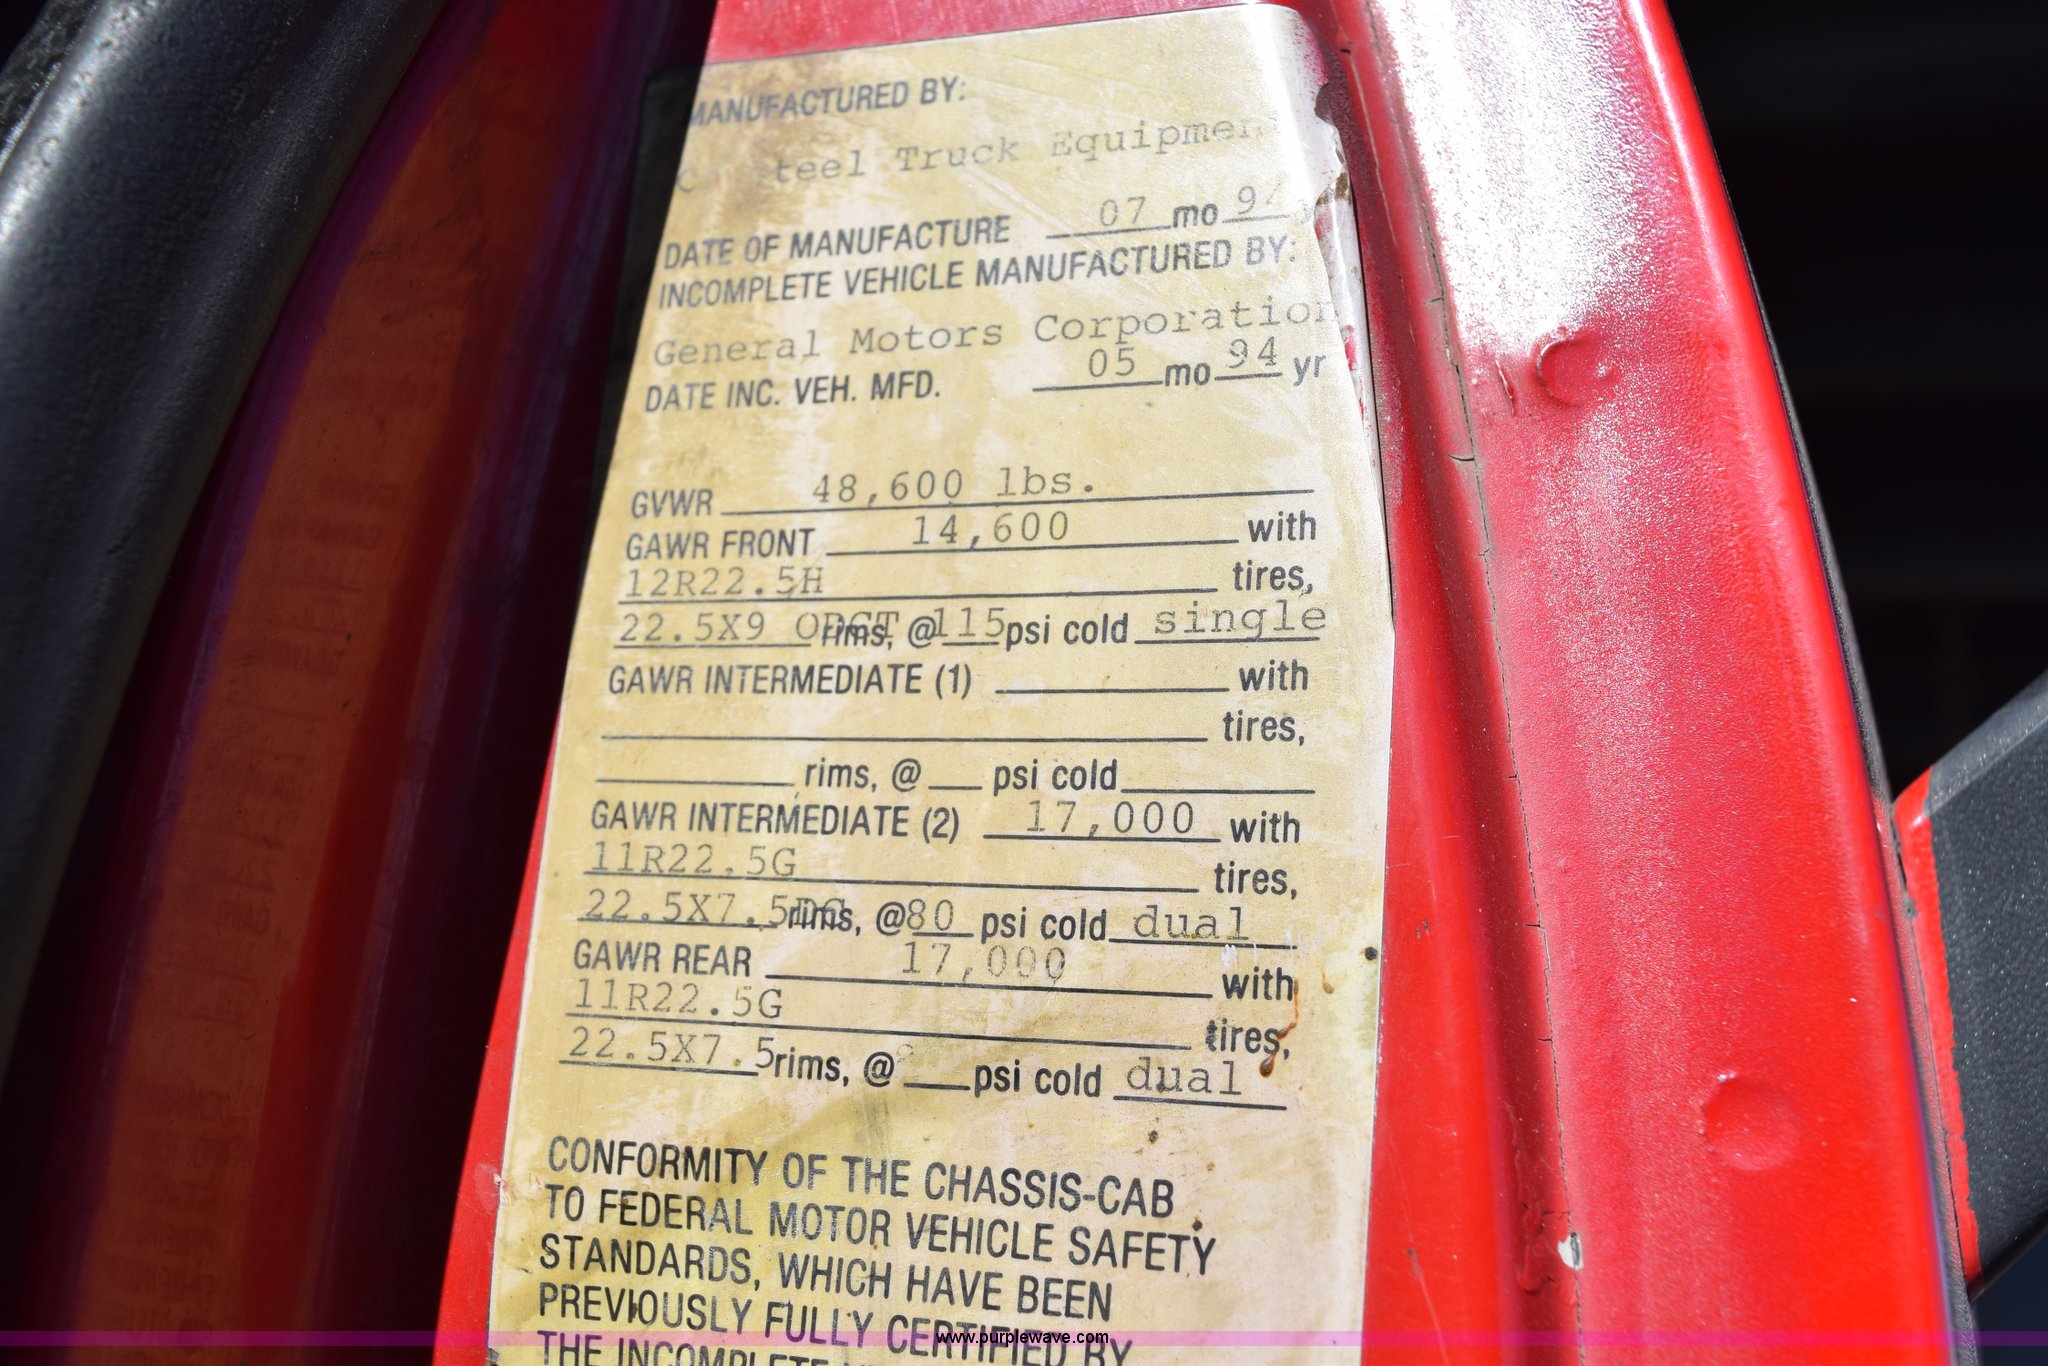 MANUFACTURED BY:
Truck Equipmen
DATE OF MANUFACTURE 07 mo 94
INCOMPLETE VEHICLE MANUFACTURED BY:
General Motors Corporation
DATE INC. VEH. MFD. 05 mo 94 yr
GVWR 48,600 lbs.
GAWR FRONT 14,600 with
12R22.5H tires,
22.5X9 rims, @ 115 psi cold single
GAWR INTERMEDIATE (1) with
tires,
rims, @ psi cold
GAWR INTERMEDIATE (2) 17,000 with
11R22.5G tires,
22.5X7.5DC rims, @ 80 psi cold dual
GAWR REAR 17,000 with
11R22.5G tires,
22.5X7.5 rims, @ psi cold dual
CONFORMITY OF THE CHASSIS-CAB
TO FEDERAL MOTOR VEHICLE SAFETY
STANDARDS, WHICH HAVE BEEN
PREVIOUSLY FULLY CERTIFIED BY
THE INCOMPLETE
www.purplewave.com